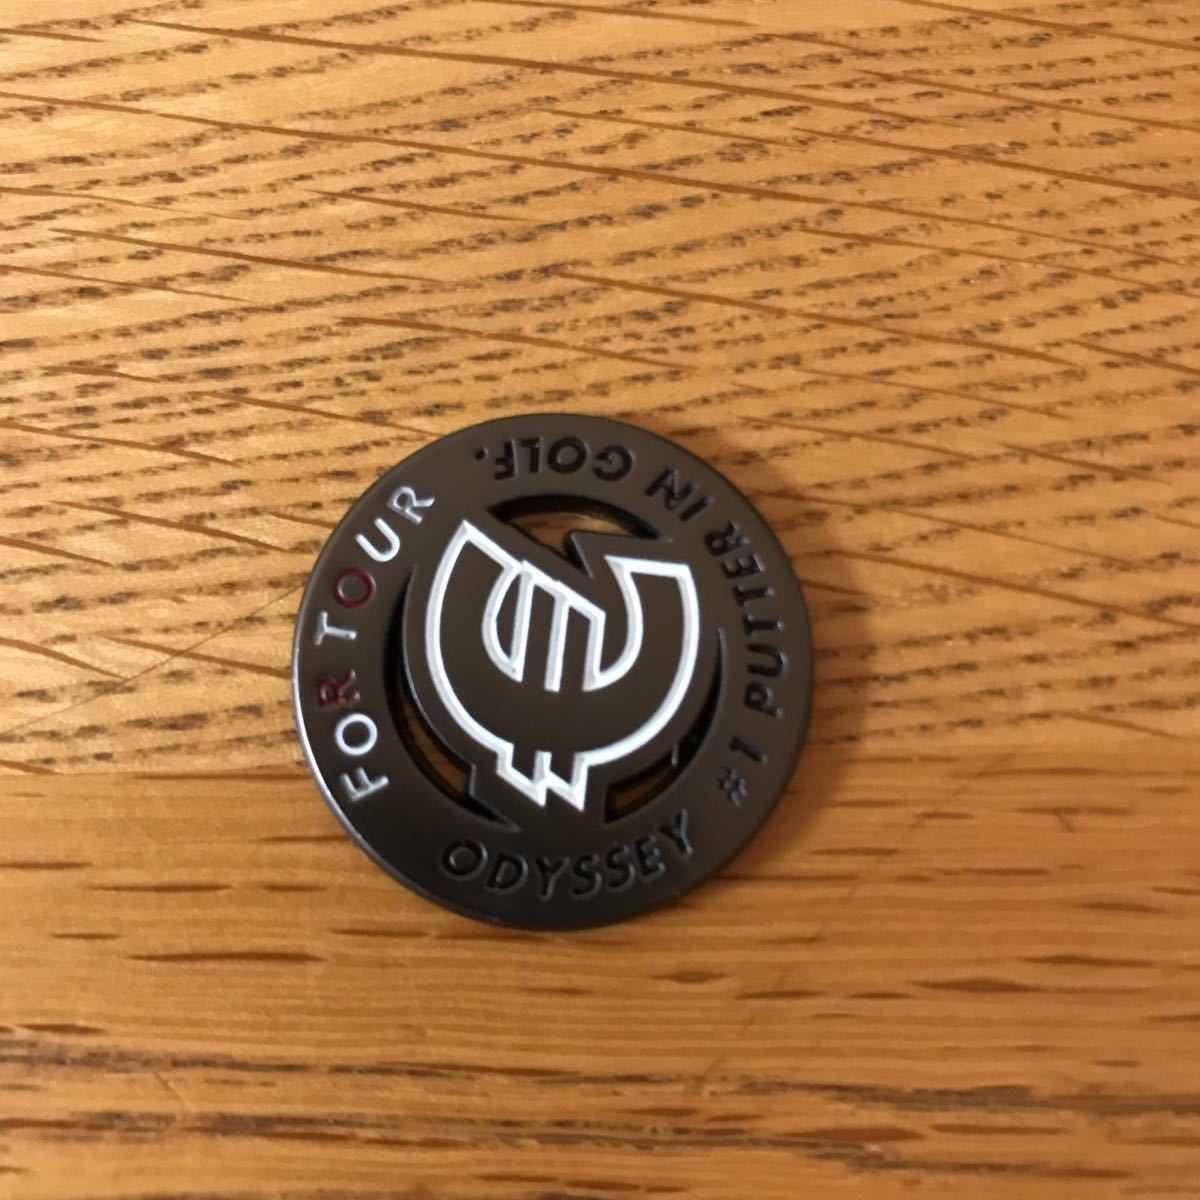 FOR TOUR
ODYSSEY #1 PUTTER IN GOLF.